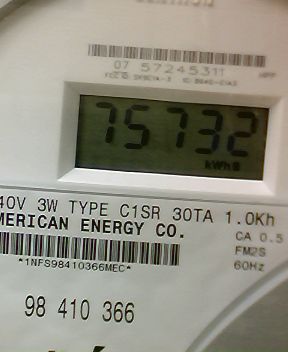 07 57245311
75732
kWhs
40V 3W TYPE C1SR 30TA 1.0Kh
MERICAN ENERGY CO.
CA 0.5
FM2S
60Hz
*1NFS98410366MEC*
98 410 366